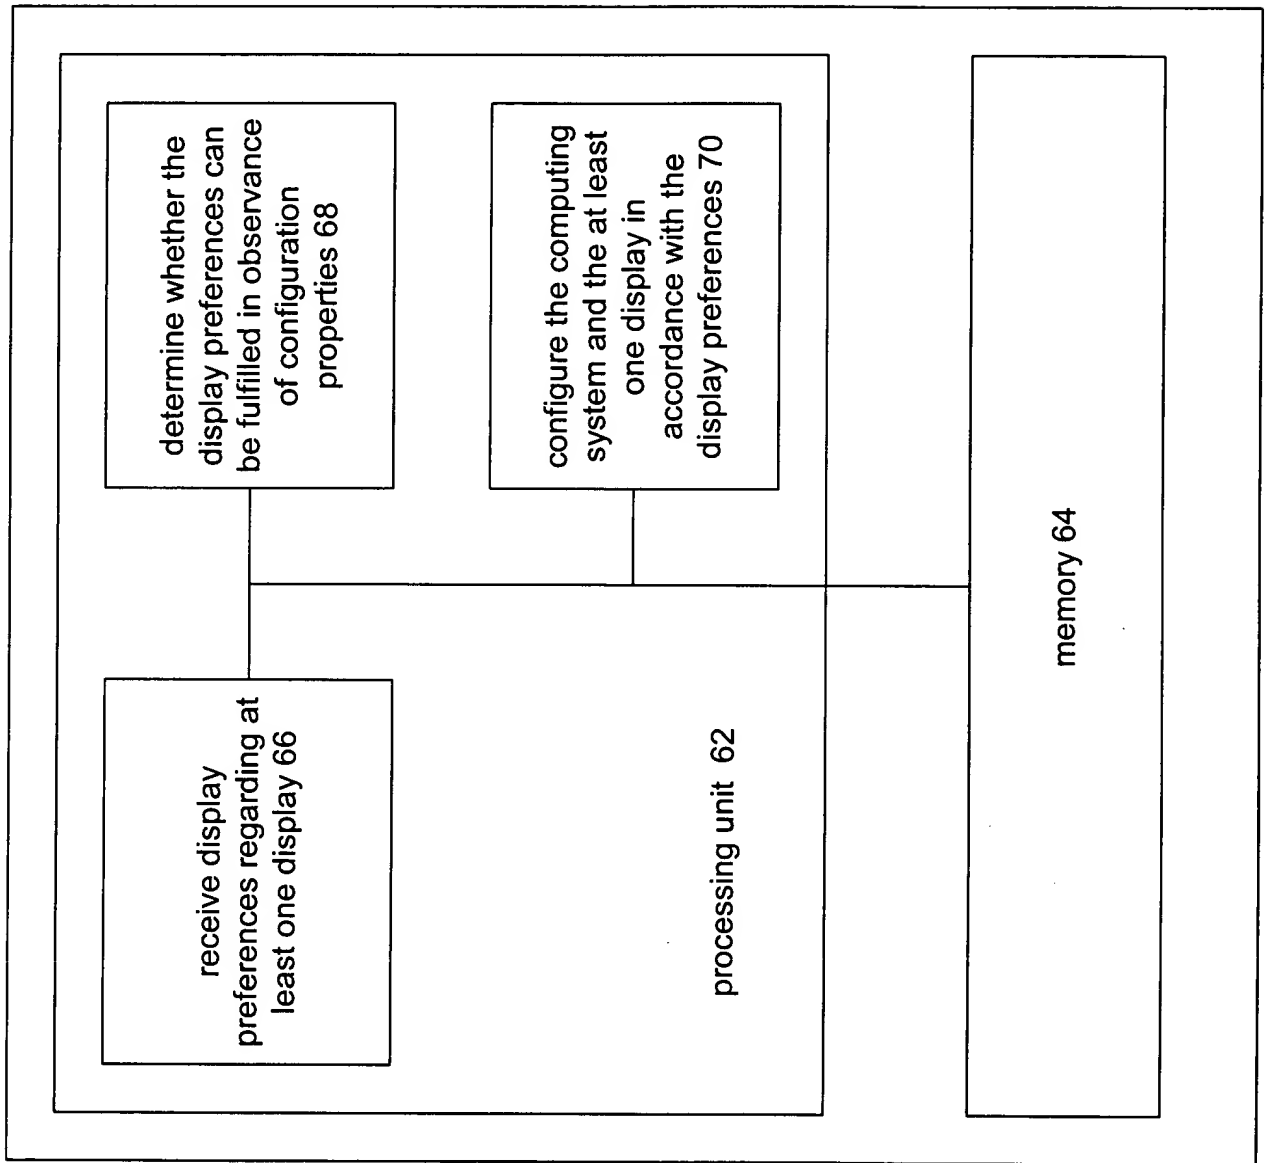 receive display
preferences regarding at
least one display 66
determine whether the
display preferences can
be fulfilled in observance
of configuration
properties 68
configure the computing
system and the at least
one display in
accordance with the
display preferences 70
processing unit 62
memory 64